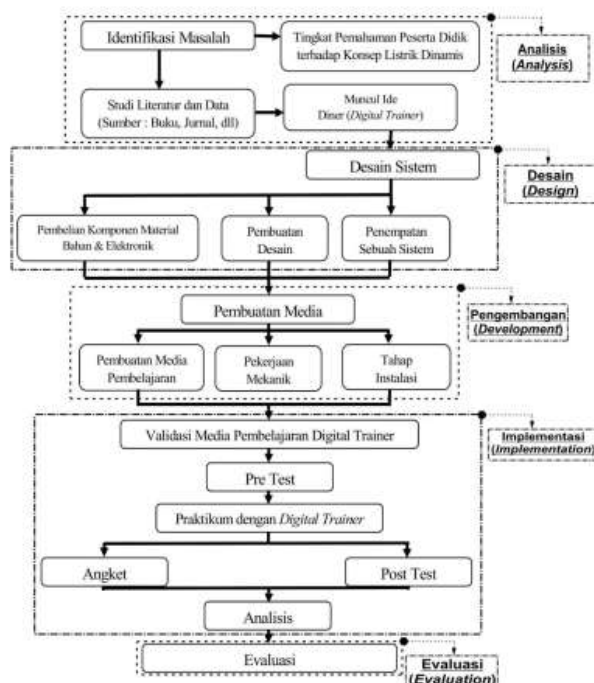 Identifikasi Masalah
Tingkat Pemahaman Peserta Didik
terhadap Konsep Listrik Dinamis
Analisis
(Analysis)
Studi Literatur dan Data
(Sumber : Buku, Jurnal, dll)
Muncul Ide
Diner (Digital Trainer)
Desain Sistem
Desain
(Design)
Pembelian Komponen Material
Bahan & Elektronik
Pembuatan
Desain
Penempatan
Sebuah Sistem
Pembuatan Media
Pengembangan
(Development)
Pembuatan Media
Pembelajaran
Pekerjaan
Mekanik
Tahap
Instalasi
Validasi Media Pembelajaran Digital Trainer
Implementasi
(Implementation)
Pre Test
Praktikum dengan Digital Trainer
Angket
Post Test
Analisis
Evaluasi
Evaluasi
(Evaluation)